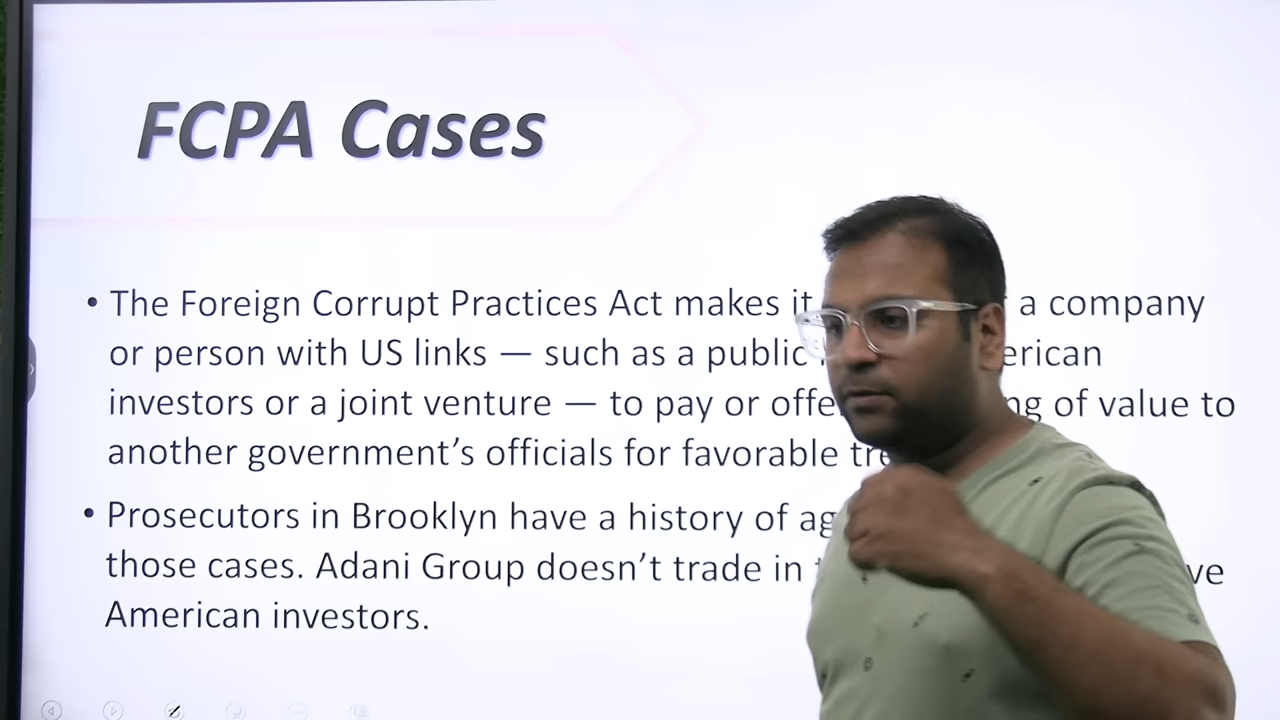 FCPA Cases
• The Foreign Corrupt Practices Act makes it a company
or person with US links — such as a public erican
investors or a joint venture — to pay or offe ng of value to
another government’s officials for favorable tre
• Prosecutors in Brooklyn have a history of ag
those cases. Adani Group doesn’t trade in ve
American investors.